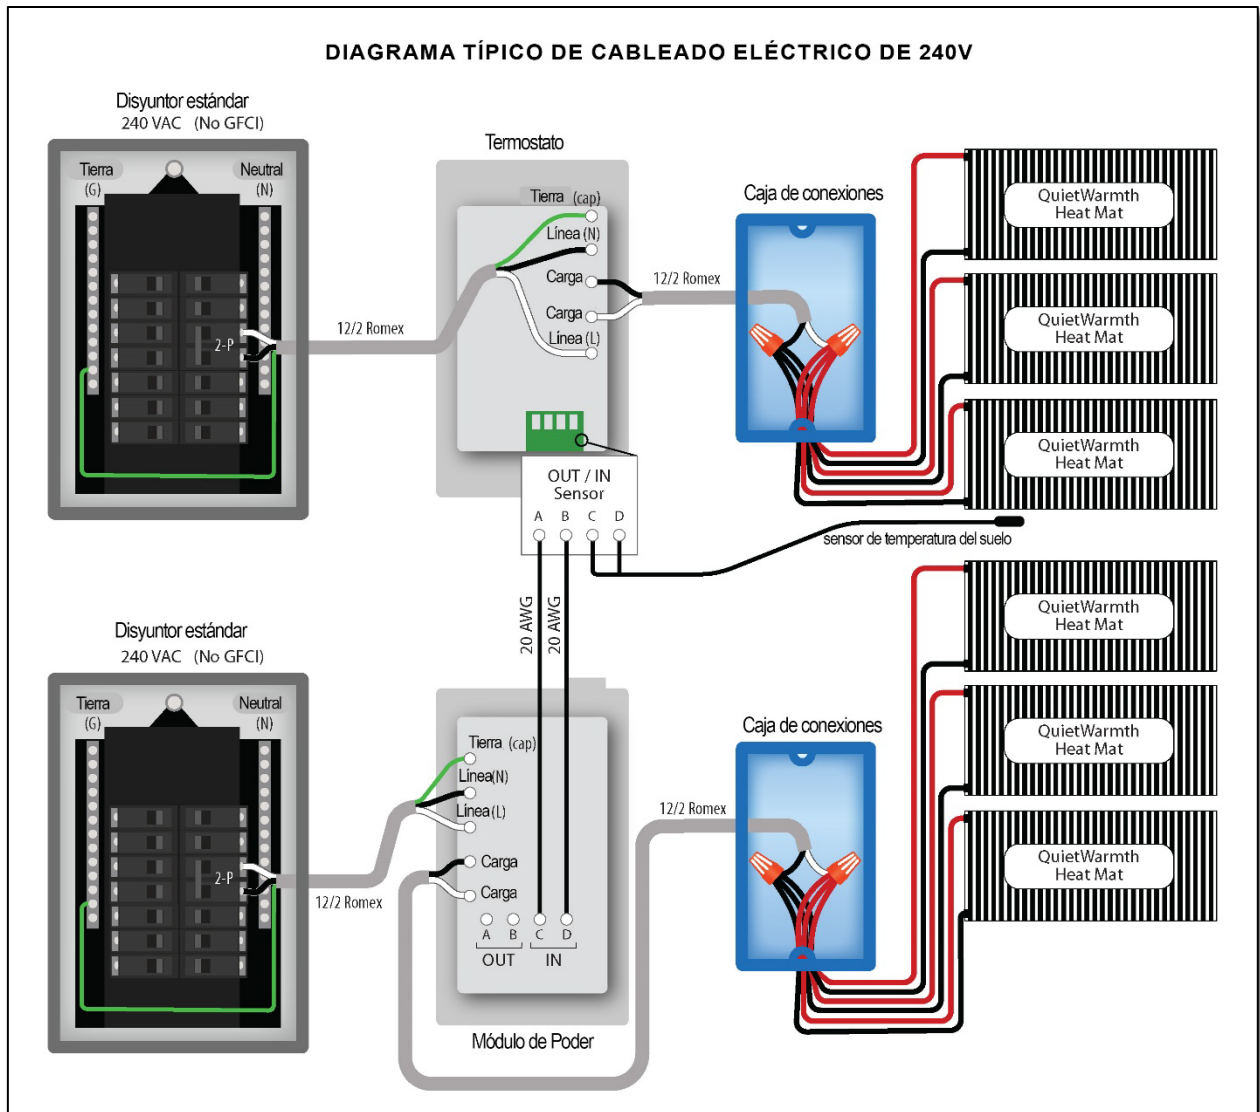 DIAGRAMA TÍPICO DE CABLEADO ELÉCTRICO DE 240V
Disyuntor estándar
240 VAC (No GFCI)
Tierra
(G)
Neutral
(N)
2-P
12/2 Romex
Termostato
Tierra (cap)
Línea (N)
Carga
Carga
Línea (L)
12/2 Romex
OUT / IN
Sensor
A B C D
Caja de conexiones
QuietWarmth
Heat Mat
QuietWarmth
Heat Mat
QuietWarmth
Heat Mat
sensor de temperatura del suelo
20 AWG
20 AWG
Disyuntor estándar
240 VAC (No GFCI)
Tierra
(G)
Neutral
(N)
2-P
12/2 Romex
Tierra (cap)
Línea(N)
Línea(L)
Carga
Carga
A B C D
OUT IN
Módulo de Poder
12/2 Romex
Caja de conexiones
QuietWarmth
Heat Mat
QuietWarmth
Heat Mat
QuietWarmth
Heat Mat